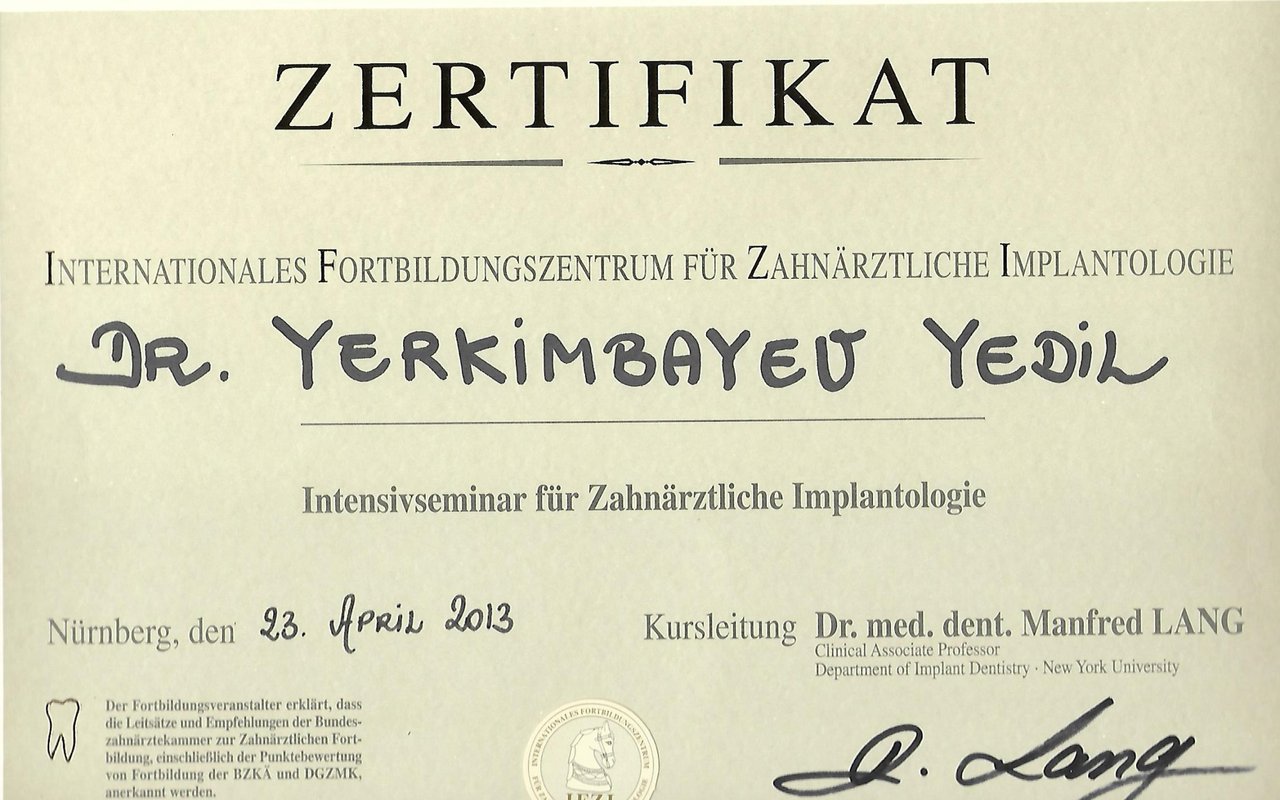 ZERTIFIKAT
INTERNATIONALES FORTBILDUNGSZENTRUM FÜR ZAHNÄRZTLICHE IMPLANTOLOGIE
DR. YERKIMBAYEV YEDIL
Intensivseminar für Zahnärztliche Implantologie
Nürnberg, den 23. APRIL 2013
Kursleitung Dr. med. dent. Manfred LANG
Clinical Associate Professor
Department of Implant Dentistry · New York University
Der Fortbildungsveranstalter erklärt, dass
die Leitsätze und Empfehlungen der Bundes-
zahnärztekammer zur Zahnärztlichen Fort-
bildung, einschließlich der Punktebewertung
von Fortbildung der BZKÄ und DGZMK,
anerkannt werden.
INTERNATIONALES FORTBILDUNGSZENTRUM
IFZI
Lang